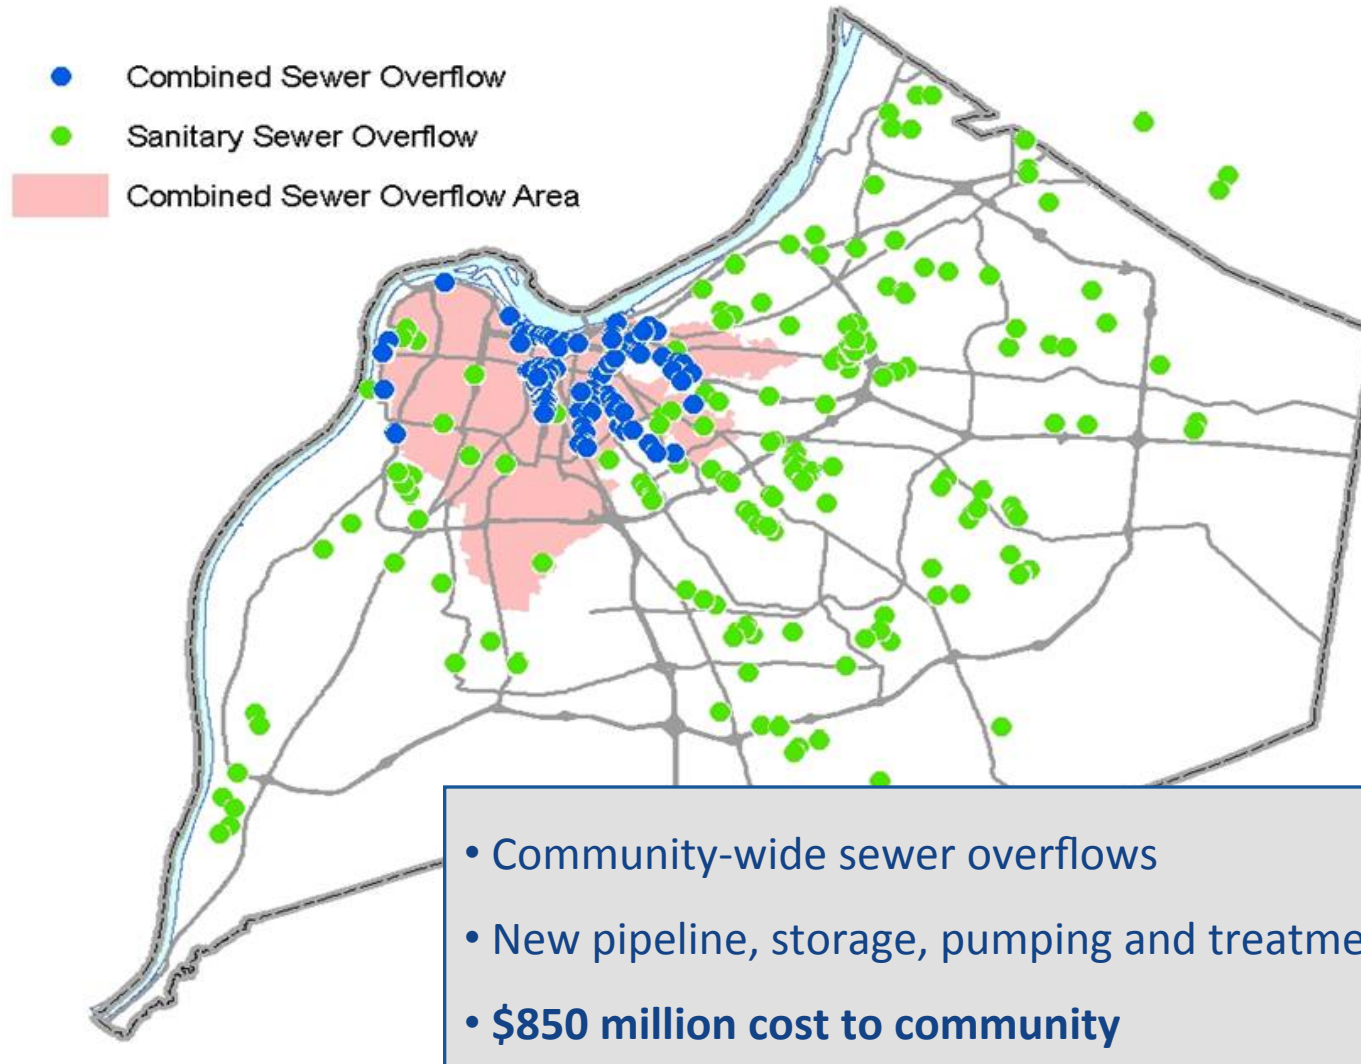 Combined Sewer Overflow
Sanitary Sewer Overflow
Combined Sewer Overflow Area
• Community-wide sewer overflows
• New pipeline, storage, pumping and treatme
• $850 million cost to community